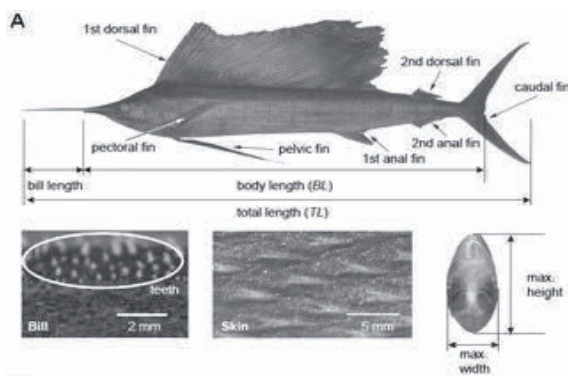 A
1st dorsal fin
2nd dorsal fin
caudal fin
pectoral fin
pelvic fin
1st anal fin
2nd anal fin
bill length
body length (BL)
total length (TL)
teeth
Bill
2 mm
Skin
5 mm
max.
height
max.
width